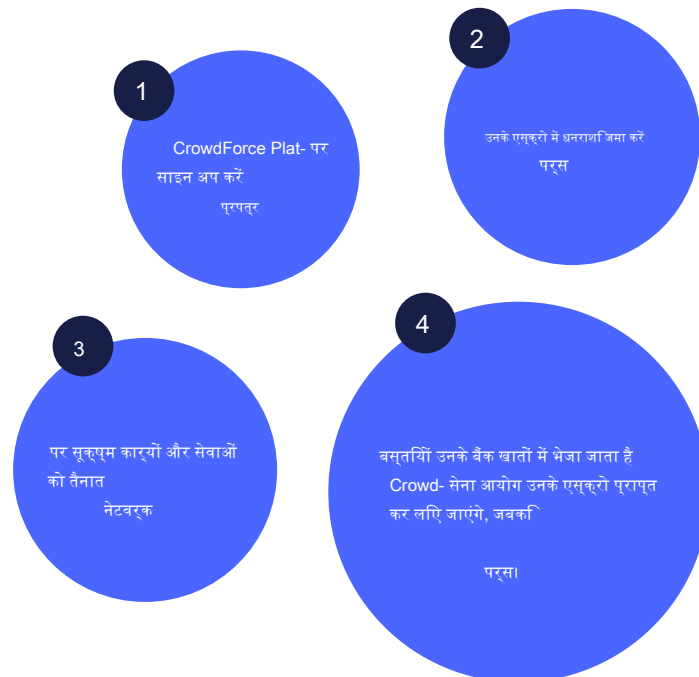 1
CrowdForce Plat- पर
साइन अप करें
प्रपत्र
2
उनके एस्क्रो में धनराशि जमा करें
पर्स
3
पर सूक्ष्म कार्यों और सेवाओं
को तैनात
नेटवर्क
4
बस्तियों उनके बैंक खातों में भेजा जाता है
Crowd- सेना आयोग उनके एस्क्रो प्राप्त
कर लिए जाएंगे, जबकि
पर्स।